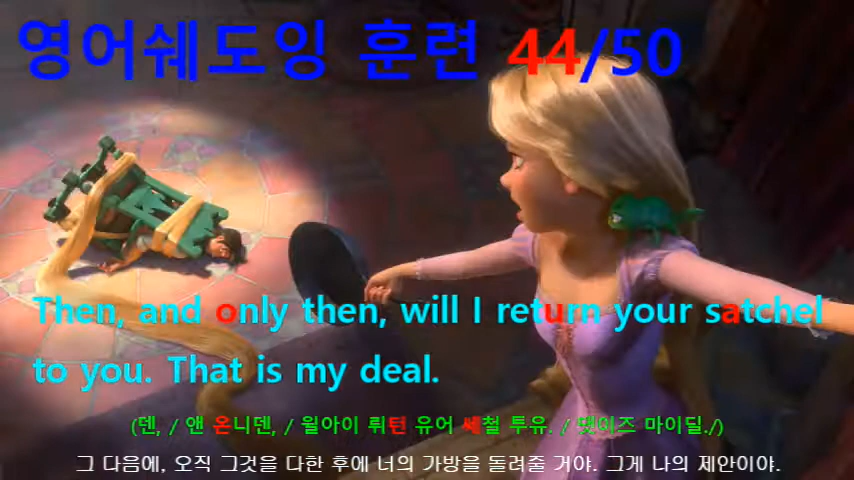 영어쉐도잉 훈련 44/50
Then, and only then, will I return your satchel
to you. That is my deal.
(덴, / 앤 온니덴, / 윌아이 뤼턴 유어 쎄철 투유. / 댓이즈 마이딜./)
그 다음에, 오직 그것을 다한 후에 너의 가방을 돌려줄 거야. 그게 나의 제안이야.